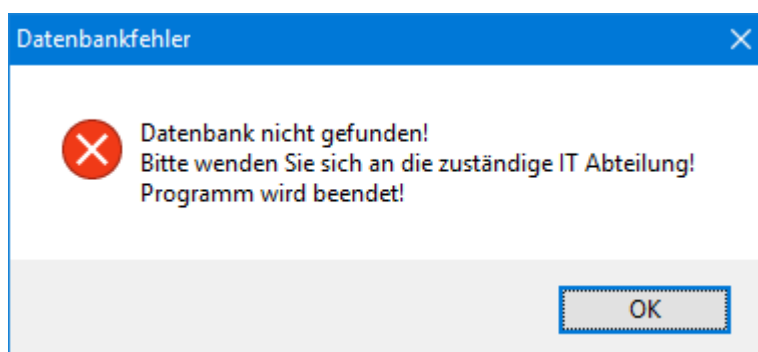 Datenbankfehler
Datenbank nicht gefunden!
Bitte wenden Sie sich an die zuständige IT Abteilung!
Programm wird beendet!
OK